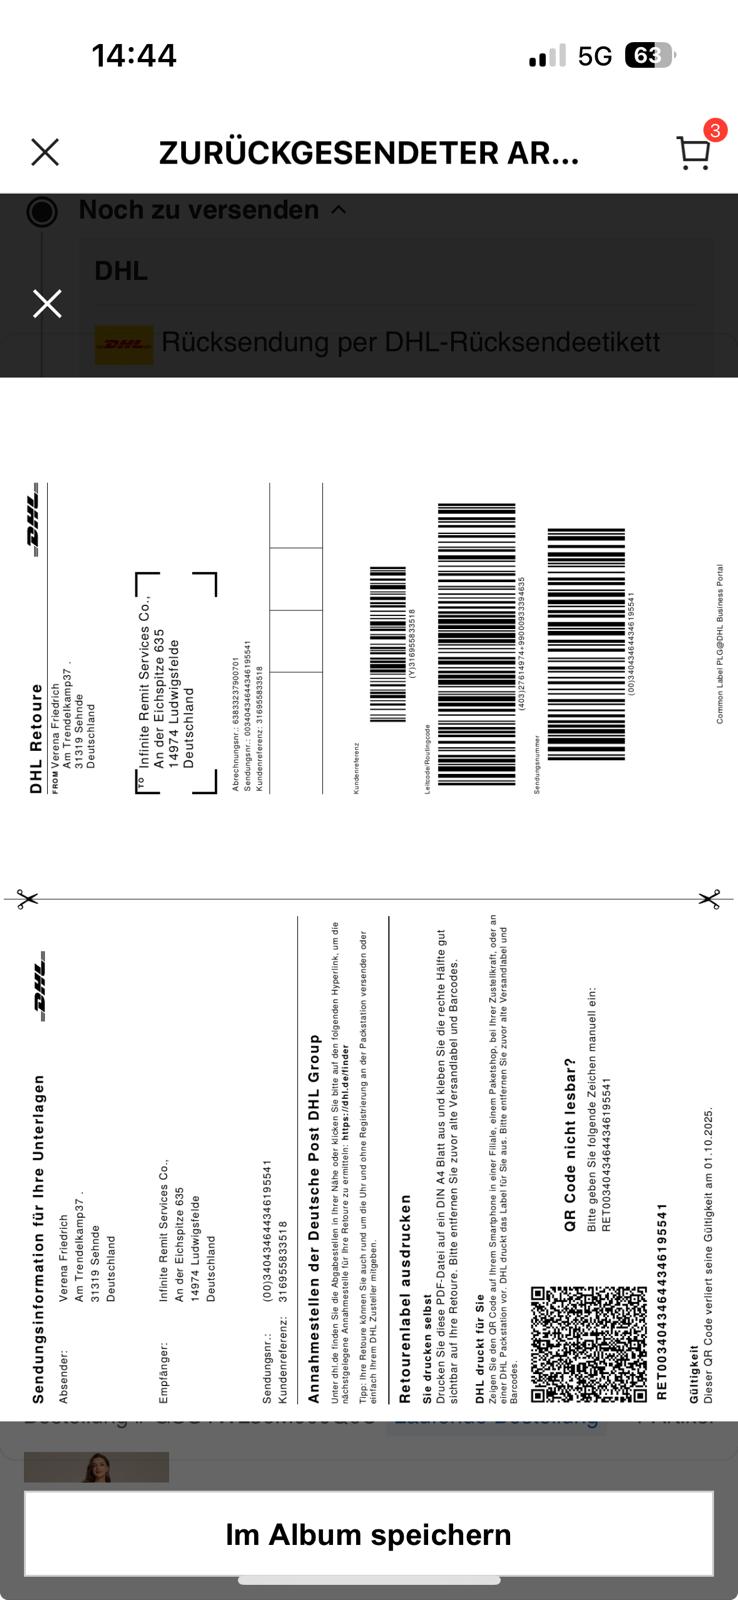 14:44
5G
63
ZURÜCKGESENDETER AR...
3
Noch zu versenden
DHL
DHL
Rücksendung per DHL-Rücksendeetikett
DHL
DHL Retoure
FROM Verena Friedrich
Am Trendelkamp37 .
31319 Sehnde
Deutschland
TO
Infinite Remit Services Co.,
An der Eichspitze 635
14974 Ludwigsfelde
Deutschland
Abrechnungsnr.: 63833237900701
Sendungsnr.: 00340434644346195541
Kundenreferenz: 316955833518
Kundenreferenz
(Y)316955833518
Leitcode/Routingcode
(403)27614974+99000933394635
Sendungsnummer
(00)340434644346195541
Common Label PLG@DHL Business Portal
DHL
Sendungsinformation für Ihre Unterlagen
Absender:
Verena Friedrich
Am Trendelkamp37 .
31319 Sehnde
Deutschland
Empfänger:
Infinite Remit Services Co.,
An der Eichspitze 635
14974 Ludwigsfelde
Deutschland
Sendungsnr.: (00)340434644346195541
Kundenreferenz: 316955833518
Annahmestellen der Deutsche Post DHL Group
Unter dhl.de finden Sie die Abgabestellen in Ihrer Nähe oder klicken Sie bitte auf den folgenden Hyperlink, um die
nächstgelegene Annahmestelle für Ihre Retoure zu ermitteln: https://dhl.de/finder
Tipp: Ihre Retoure können Sie auch rund um die Uhr und ohne Registrierung an der Packstation versenden oder
einfach Ihrem DHL Zusteller mitgeben.
Retourenlabel ausdrucken
Sie drucken selbst
Drucken Sie diese PDF-Datei auf ein DIN A4 Blatt aus und kleben Sie die rechte Hälfte gut
sichtbar auf Ihre Retoure. Bitte entfernen Sie zuvor alte Versandlabel und Barcodes.
DHL druckt für Sie
Zeigen Sie den QR Code auf Ihrem Smartphone in einer Filiale, einem Paketshop, bei Ihrer Zustellkraft, oder an
einer DHL Packstation vor. DHL druckt das Label für Sie aus. Bitte entfernen Sie zuvor alte Versandlabel und
Barcodes.
QR Code nicht lesbar?
Bitte geben Sie folgende Zeichen manuell ein:
RET00340434644346195541
RET00340434644346195541
Gültigkeit
Dieser QR Code verliert seine Gültigkeit am 01.10.2025.
Im Album speichern